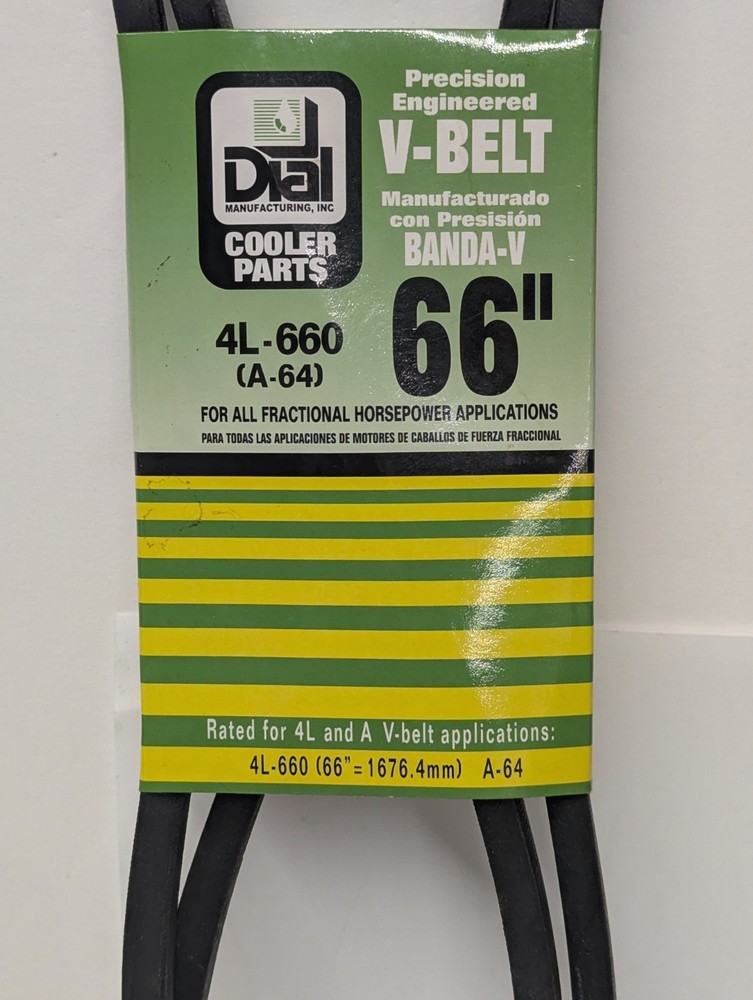 Dial
MANUFACTURING, INC
COOLER
PARTS
Precision
Engineered
V-BELT
Manufacturado
con Presisión
BANDA-V
66"
4L-660
(A-64)
FOR ALL FRACTIONAL HORSEPOWER APPLICATIONS
PARA TODAS LAS APLICACIONES DE MOTORES DE CABALLOS DE FUERZA FRACCIONAL
Rated for 4L and A V-belt applications:
4L-660 (66"=1676.4mm) A-64